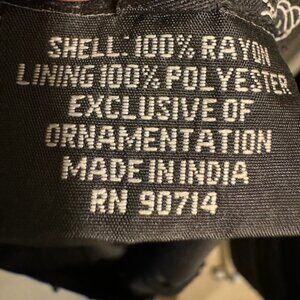 SHELL: 100% RAYON
LINING 100% POLYESTER
EXCLUSIVE OF
ORNAMENTATION
MADE IN INDIA
RN 90714